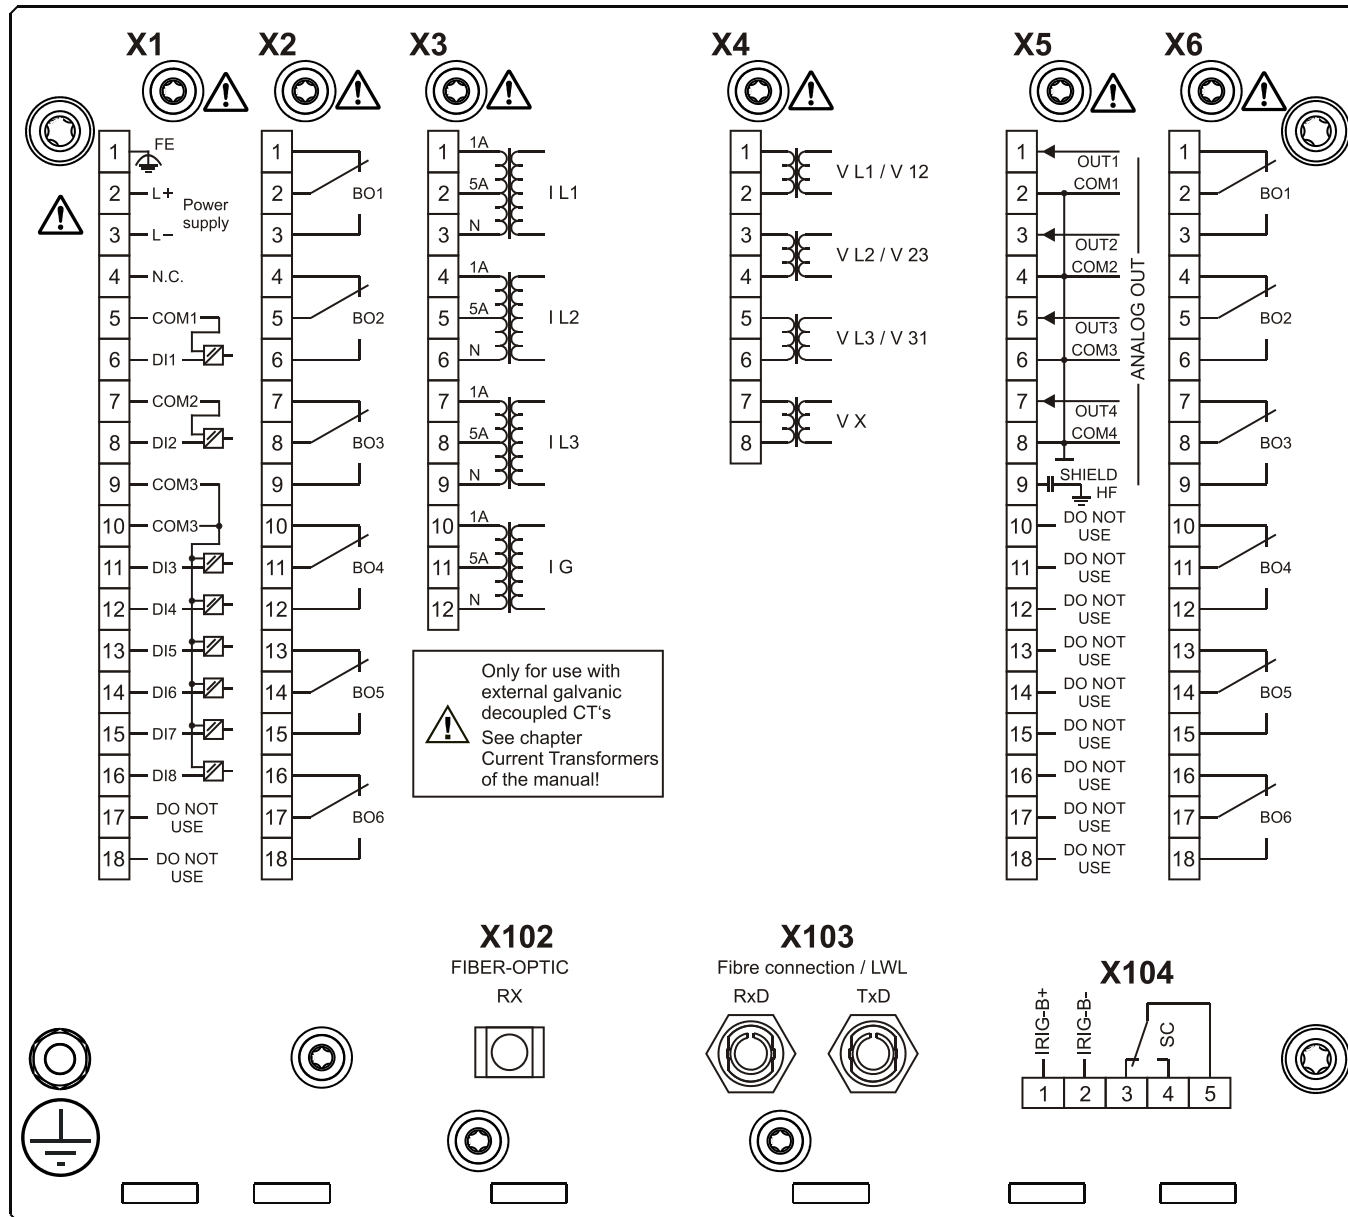 X1
1 FE
2 L+ Power
supply
3 L−
4 N.C.
5 COM1
6 DI1
7 COM2
8 DI2
9 COM3
10 COM3
11 DI3
12 DI4
13 DI5
14 DI6
15 DI7
16 DI8
17 DO NOT
USE
18 DO NOT
USE
X2
1
2 BO1
3
4
5 BO2
6
7
8 BO3
9
10
11 BO4
12
13
14 BO5
15
16
17 BO6
18
X3
1 1A
2 5A I L1
3 N
4 1A
5 5A I L2
6 N
7 1A
8 5A I L3
9 N
10 1A
11 5A I G
12 N
Only for use with
external galvanic
decoupled CT's
See chapter
Current Transformers
of the manual!
X4
1
V L1 / V 12
2
3
V L2 / V 23
4
5
V L3 / V 31
6
7
V X
8
X5
1 OUT1
2 COM1
3 OUT2
4 COM2
5 OUT3
6 COM3
7 OUT4
8 COM4
ANALOG OUT
9 SHIELD
HF
10 DO NOT
USE
11 DO NOT
USE
12 DO NOT
USE
13 DO NOT
USE
14 DO NOT
USE
15 DO NOT
USE
16 DO NOT
USE
17 DO NOT
USE
18 DO NOT
USE
X6
1
2 BO1
3
4
5 BO2
6
7
8 BO3
9
10
11 BO4
12
13
14 BO5
15
16
17 BO6
18
X102
FIBER-OPTIC
RX
X103
Fibre connection / LWL
RxD TxD
X104
IRIG-B+
IRIG-B-
SC
1 2 3 4 5